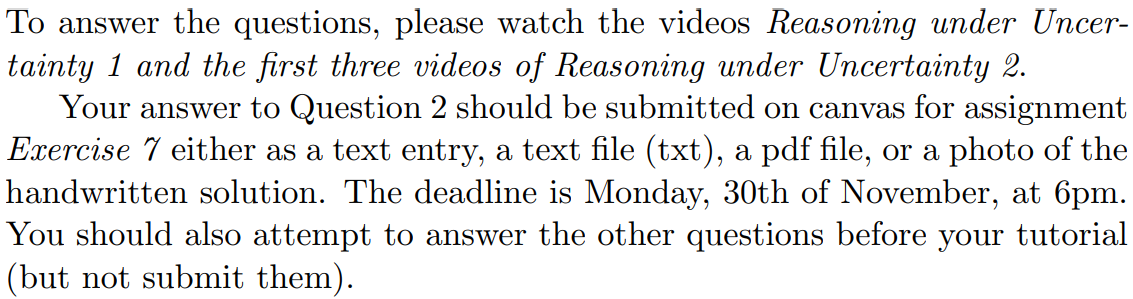 To answer the questions, please watch the videos Reasoning under Uncer-
tainty 1 and the first three videos of Reasoning under Uncertainty 2.
Your answer to Question 2 should be submitted on canvas for assignment
Exercise 7 either as a text entry, a text file (txt), a pdf file, or a photo of the
handwritten solution. The deadline is Monday, 30th of November, at 6pm.
You should also attempt to answer the other questions before your tutorial
(but not submit them).